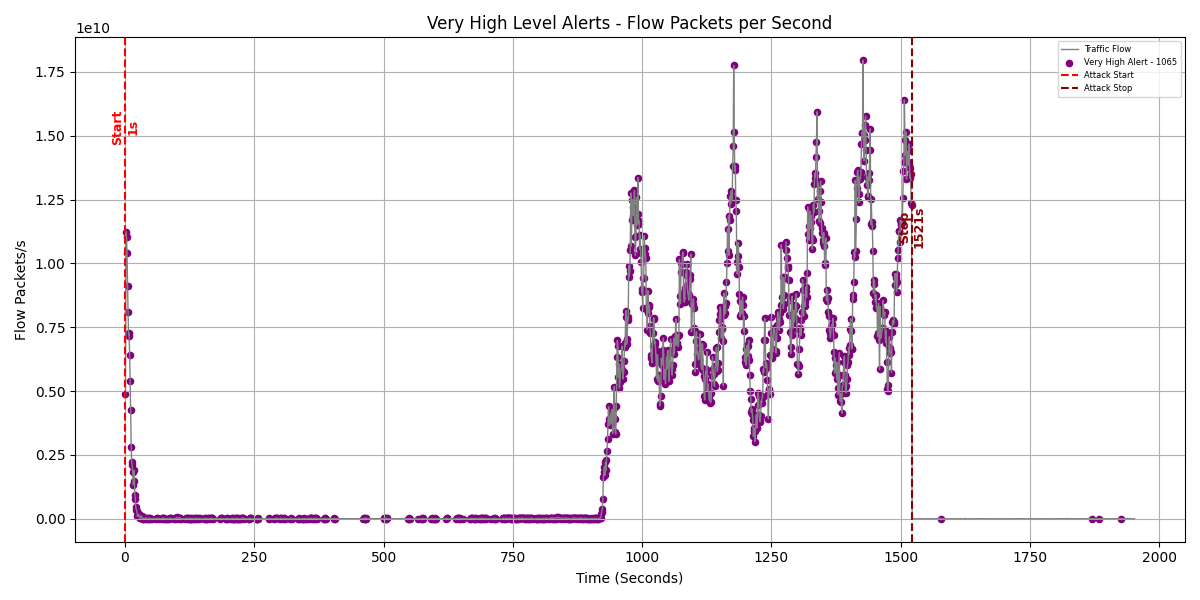 Very High Level Alerts - Flow Packets per Second
1e10
Traffic Flow
Very High Alert - 1065
Attack Start
Attack Stop
Start
1s
Stop
1521s
Flow Packets/s
1.75
1.50
1.25
1.00
0.75
0.50
0.25
0.00
0 250 500 750 1000 1250 1500 1750 2000
Time (Seconds)